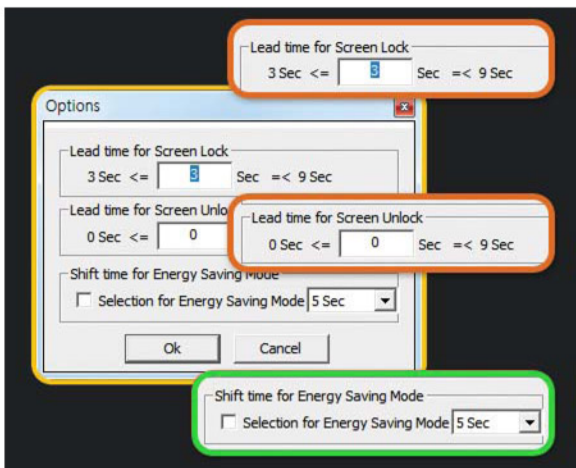 Lead time for Screen Lock
3 Sec <= 3 Sec =< 9 Sec
Options
Lead time for Screen Lock
3 Sec <= 3 Sec =< 9 Sec
Lead time for Screen Unlo
0 Sec <= 0
Lead time for Screen Unlock
0 Sec <= 0 Sec =< 9 Sec
Shift time for Energy Saving Mode
Selection for Energy Saving Mode 5 Sec
Ok Cancel
Shift time for Energy Saving Mode
Selection for Energy Saving Mode 5 Sec